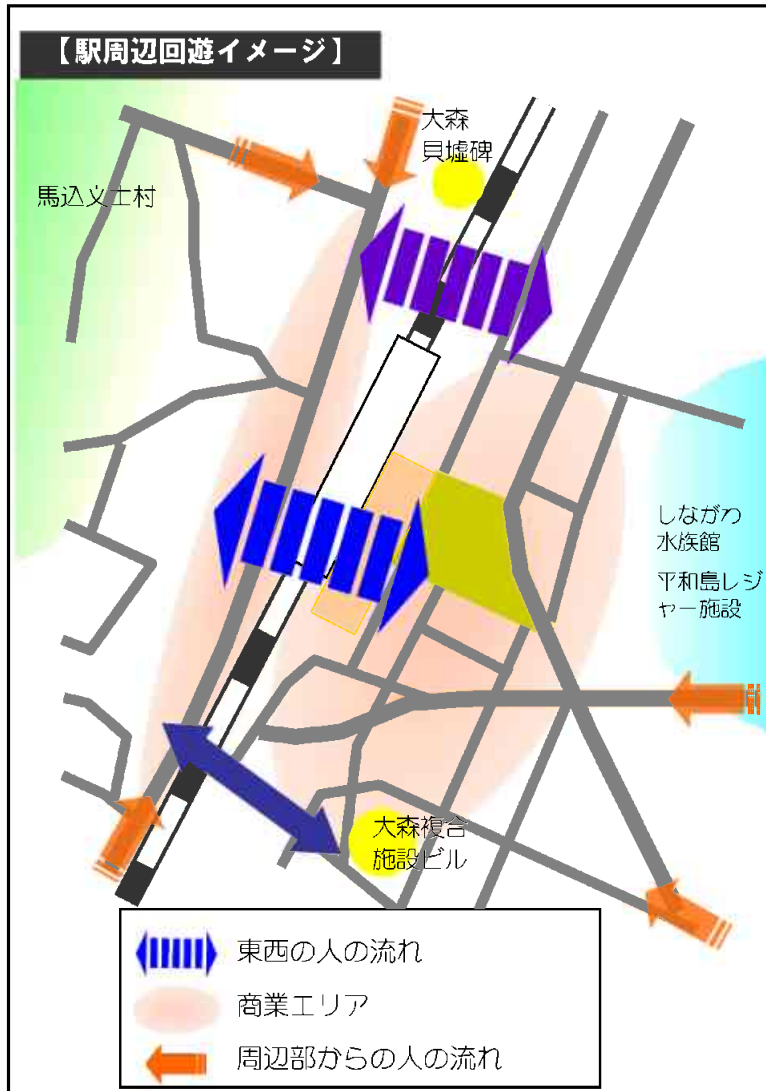 【駅周辺回遊イメージ】
大森
貝墟碑
馬込文士村
しながわ
水族館
平和島レジ
ャー施設
大森複合
施設ビル
東西の人の流れ
商業エリア
周辺部からの人の流れ